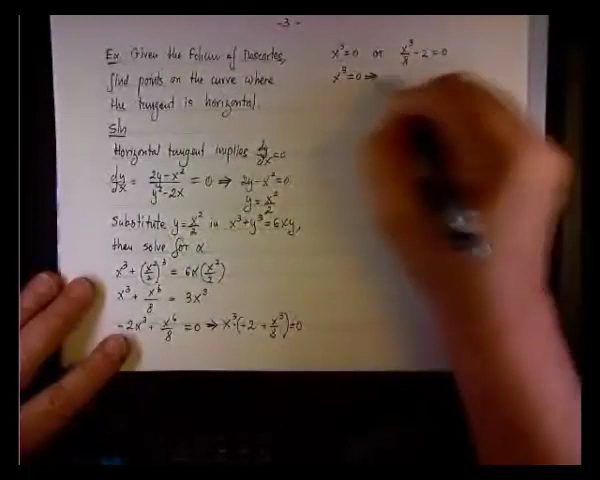 -3-
Ex Given the Folium of Descartes,
find points on the curve where
the tangent is horizontal.
Sln
Horizontal tangent implies dy/dx=0
dy/dx = (2y-x²)/(y²-2x) = 0 ⇒ 2y-x²=0
y=x²/2
Substitute y=x²/2 in x³+y³=6xy,
then solve for x
x³+(x²/2)³ = 6x(x²/2)
x³+x⁶/8 = 3x³
-2x³+x⁶/8=0 ⇒ x³(-2+x³/8)=0
x³=0 or x³/8-2=0
x³=0 ⇒